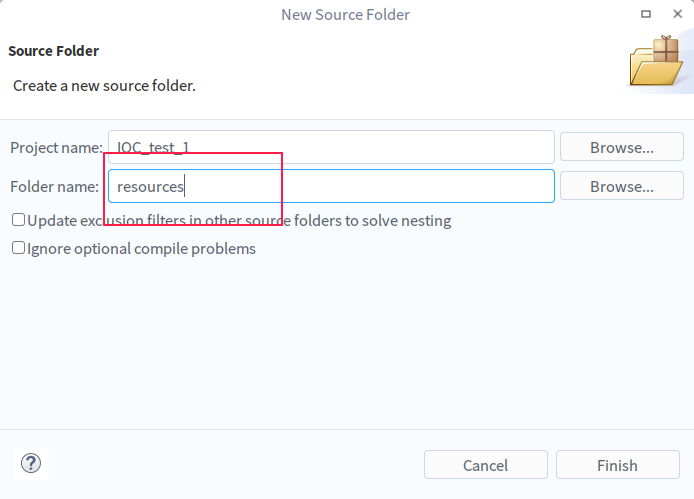 New Source Folder
Source Folder
Create a new source folder.
Project name: IOC_test_1 Browse...
Folder name: resources Browse...
Update exclusion filters in other source folders to solve nesting
Ignore optional compile problems
? Cancel Finish